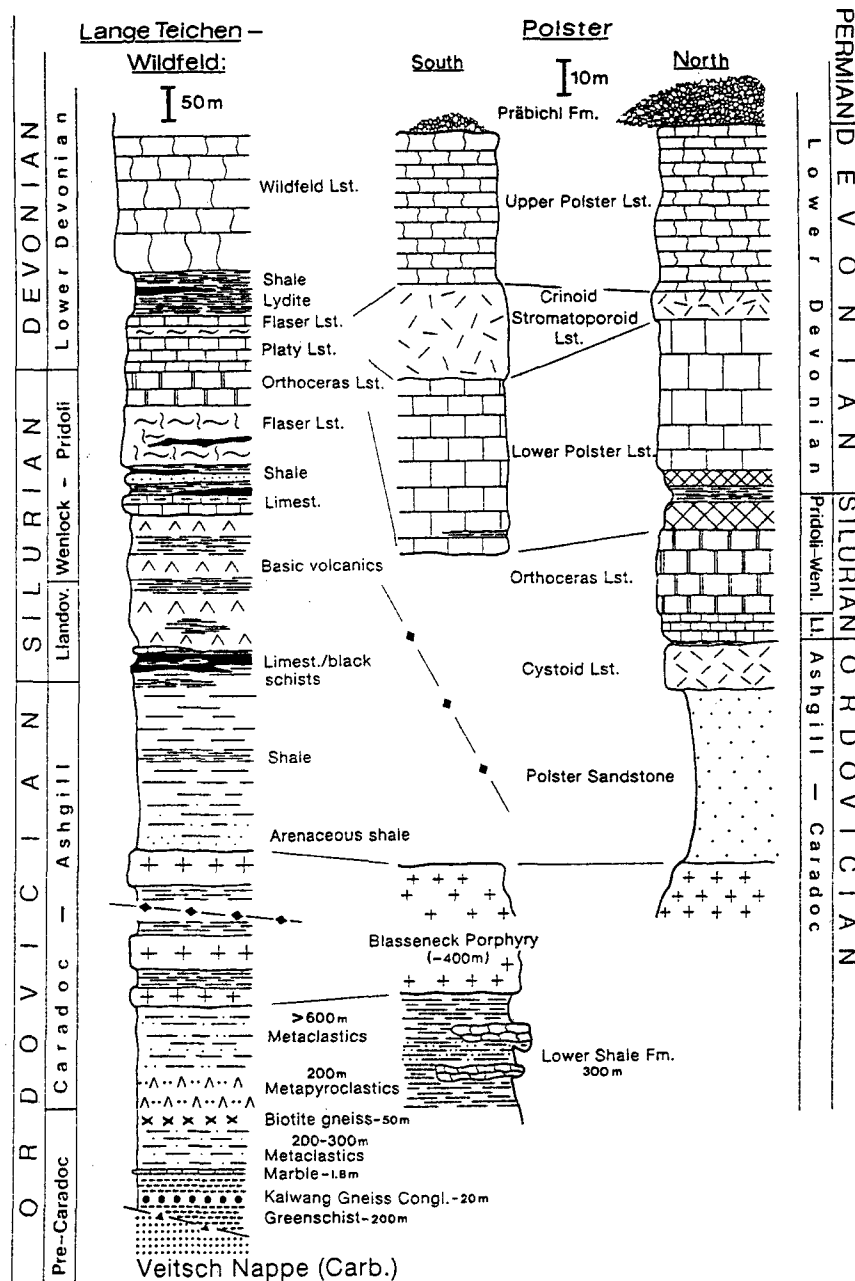 Lange Teichen –
Wildfeld:
50m
Polster
South
North
10m
Präbichl Fm.
Wildfeld Lst.
Upper Polster Lst.
Shale
Lydite
Flaser Lst.
Platy Lst.
Orthoceras Lst.
Flaser Lst.
Shale
Limest.
Basic volcanics
Limest./black
schists
Shale
Arenaceous shale
Crinoid
Stromatoporoid
Lst.
Lower Polster Lst.
Orthoceras Lst.
Cystoid Lst.
Polster Sandstone
Blasseneck Porphyry
(-400m)
>600m
Metaclastics
200m
Metapyroclastics
Biotite gneiss-50m
200-300m
Metaclastics
Marble-1.8m
Kalwang Gneiss Congl.-20m
Greenschist-200m
Lower Shale Fm.
300m
Veitsch Nappe (Carb.)
DEVONIAN
Lower Devonian
SILURIAN
Wenlock - Pridoli
Llandov.
ORDOVICIAN
Caradoc — Ashgill
Pre-Caradoc
PERMIAN
DEVONIAN
Lower Devonian
SILURIAN
Pridoli-Wenl.
Ll.
ORDOVICIAN
Ashgill — Caradoc